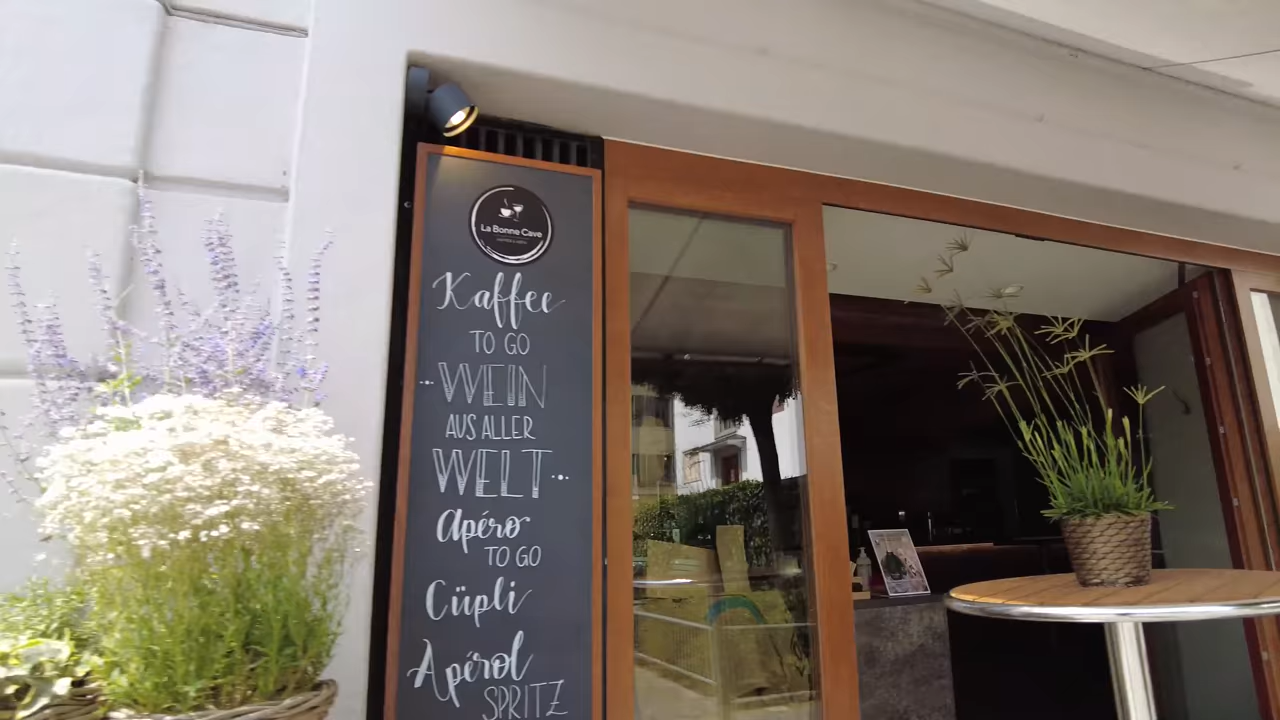 La Bonne Cave
Kaffee
TO GO
WEIN
AUS ALLER
WELT
Apéro
TO GO
Cüpli
Apérol
SPRITZ